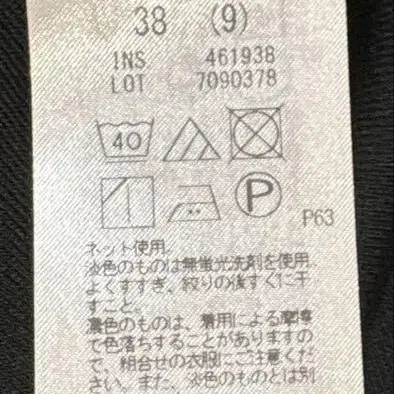 38 (9)
INS 461938
LOT 7090378
40
P
P63
ネット使用。
淡色のものは無蛍光洗剤を使用
よくすすぎ、絞りの後すぐに干
すこと。
濃色のものは、着用による摩擦
で色落ちすることがありますの
で、組合せの衣服にご注意くだ
さい。また、淡色のものとは別